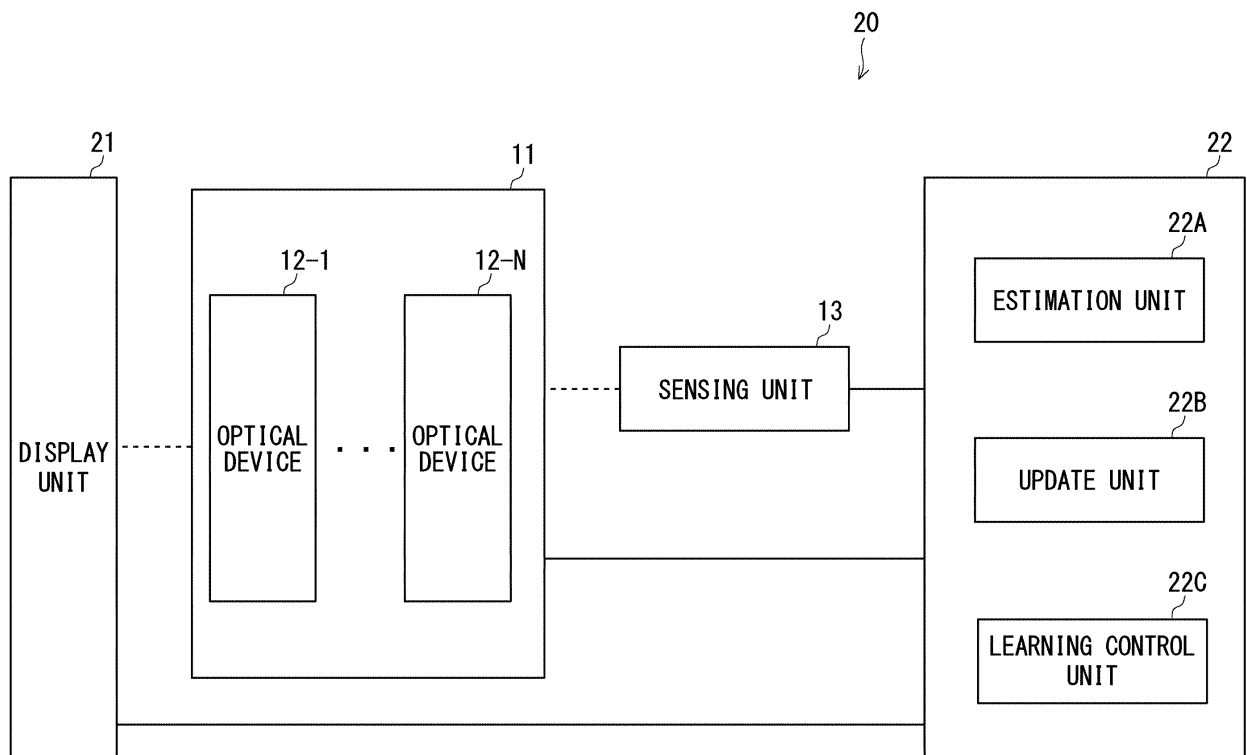 20
21
11
22
12-1
12-N
22A
ESTIMATION UNIT
13
SENSING UNIT
22B
UPDATE UNIT
DISPLAY
UNIT
OPTICAL
DEVICE
. . .
OPTICAL
DEVICE
22C
LEARNING CONTROL
UNIT